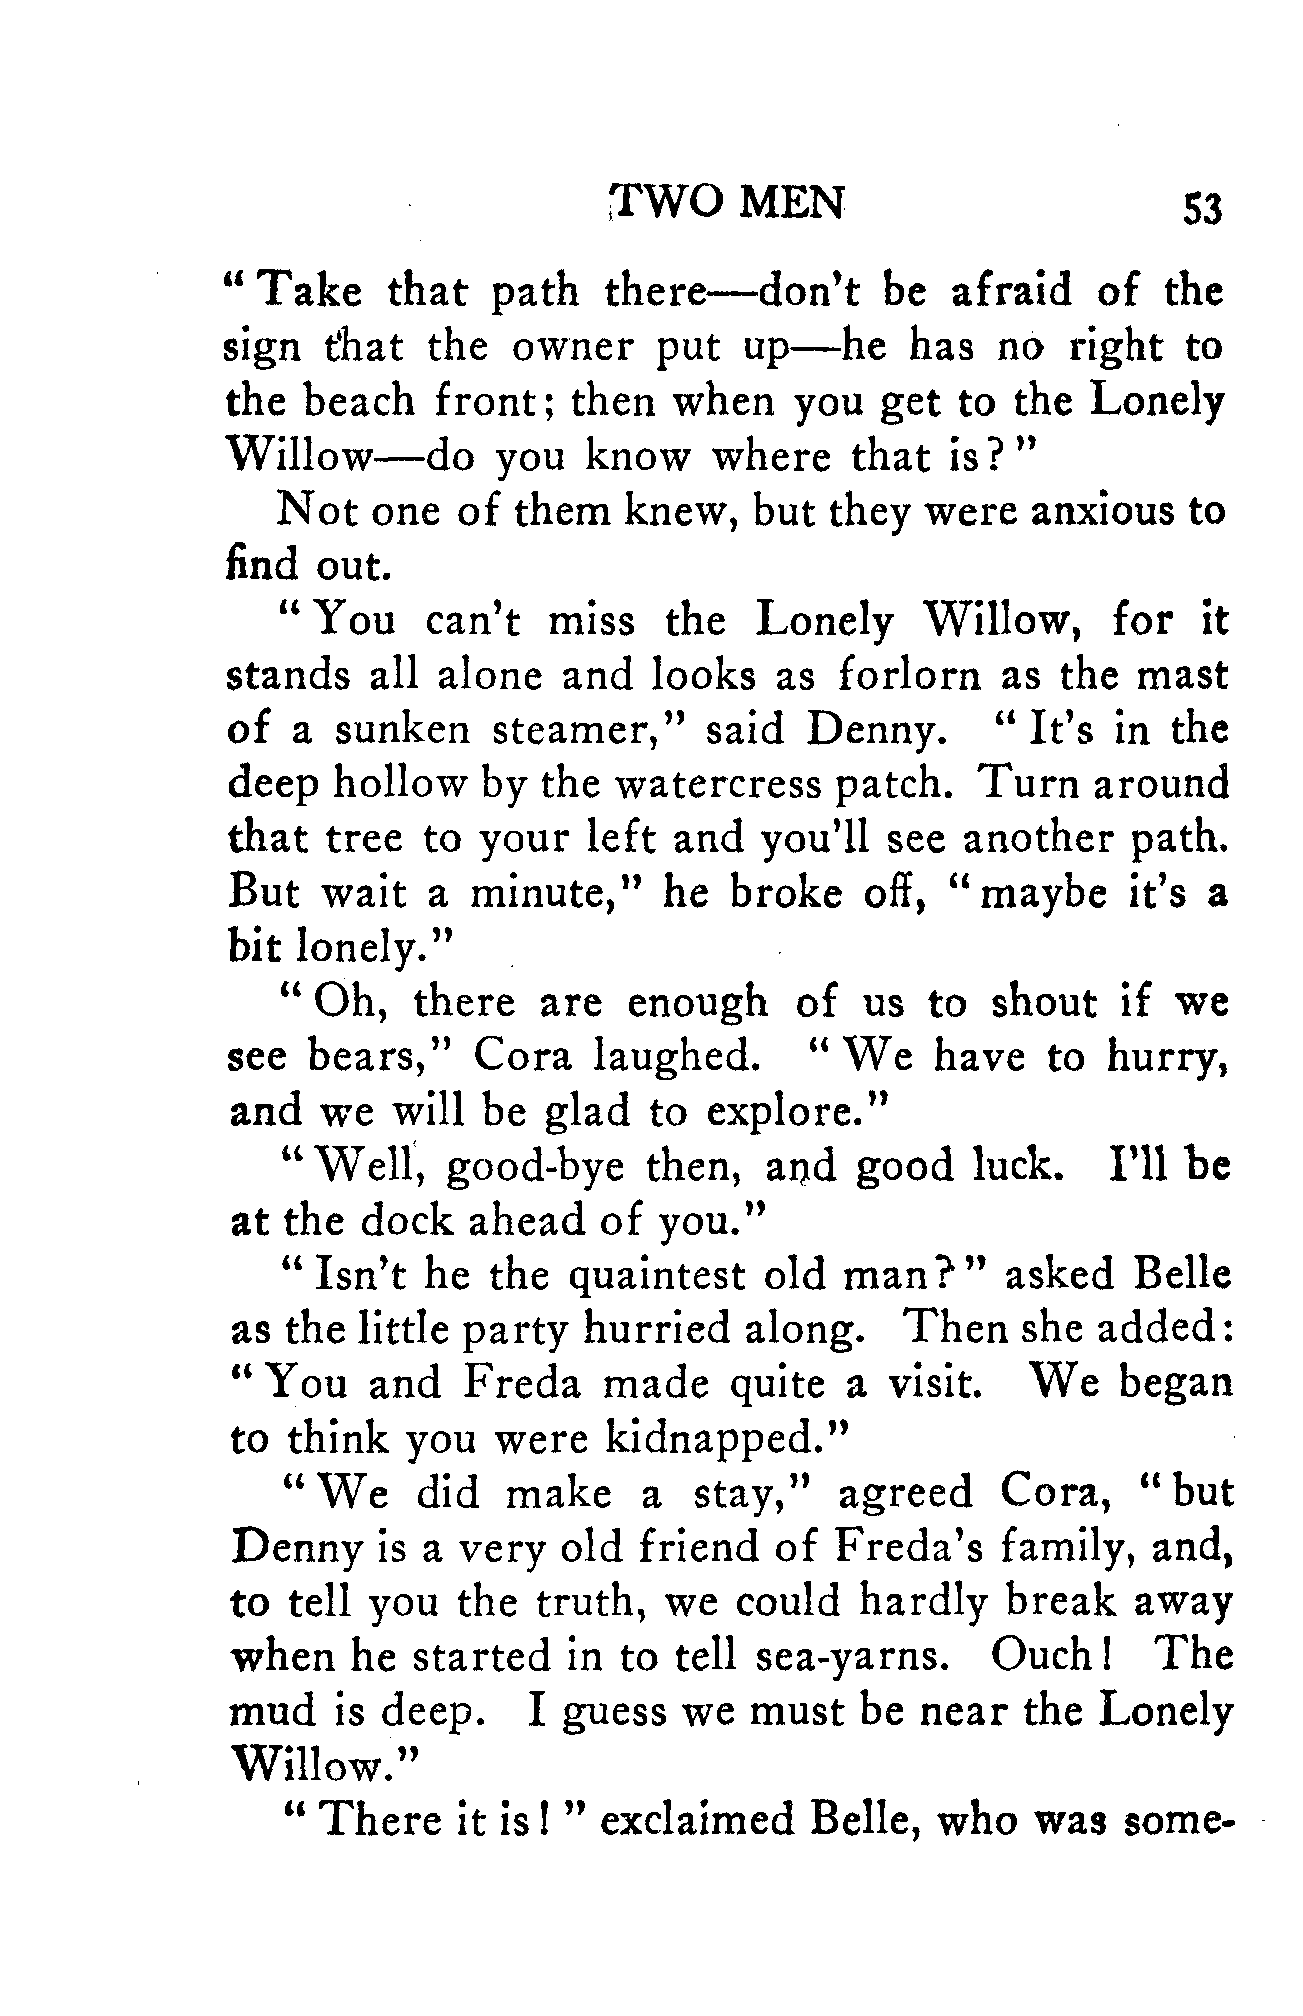 TWO MEN 53
“ Take that path there—don't be afraid of the
sign that the owner put up—he has no right to
the beach front; then when you get to the Lonely
Willow—do you know where that is? ”
Not one of them knew, but they were anxious to
find out.
“ You can't miss the Lonely Willow, for it
stands all alone and looks as forlorn as the mast
of a sunken steamer,” said Denny. “ It's in the
deep hollow by the watercress patch. Turn around
that tree to your left and you'll see another path.
But wait a minute,” he broke off, “ maybe it's a
bit lonely.”
“ Oh, there are enough of us to shout if we
see bears,” Cora laughed. “ We have to hurry,
and we will be glad to explore.”
“ Well, good-bye then, and good luck. I'll be
at the dock ahead of you.”
“ Isn't he the quaintest old man? ” asked Belle
as the little party hurried along. Then she added:
“ You and Freda made quite a visit. We began
to think you were kidnapped.”
“ We did make a stay,” agreed Cora, “ but
Denny is a very old friend of Freda's family, and,
to tell you the truth, we could hardly break away
when he started in to tell sea-yarns. Ouch! The
mud is deep. I guess we must be near the Lonely
Willow.”
“ There it is! ” exclaimed Belle, who was some-